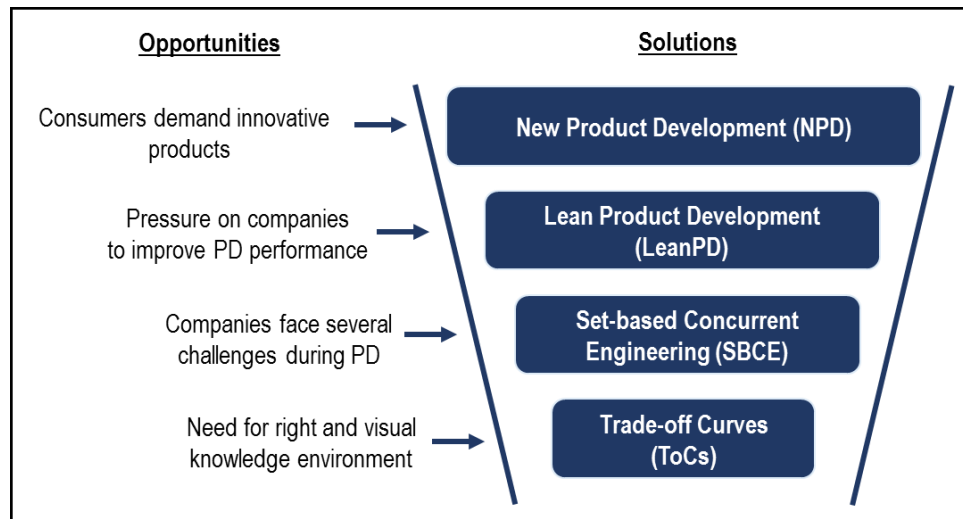 Opportunities
Solutions
Consumers demand innovative
products
New Product Development (NPD)
Pressure on companies
to improve PD performance
Lean Product Development
(LeanPD)
Companies face several
challenges during PD
Set-based Concurrent
Engineering (SBCE)
Need for right and visual
knowledge environment
Trade-off Curves
(ToCs)